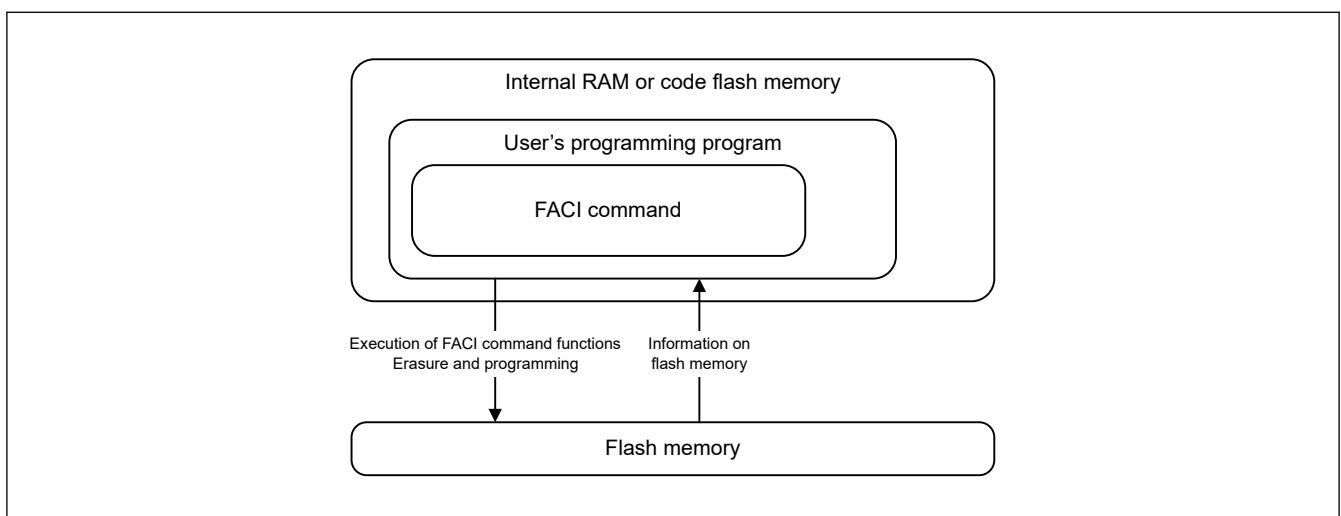 Internal RAM or code flash memory
User’s programming program
FACI command
Execution of FACI command functions
Erasure and programming
Information on
flash memory
Flash memory